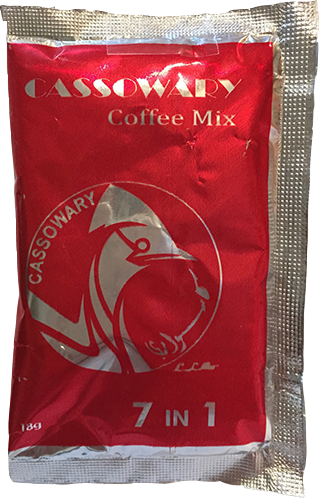 CASSOWARY
Coffee Mix
CASSOWARY
7 IN 1
18g